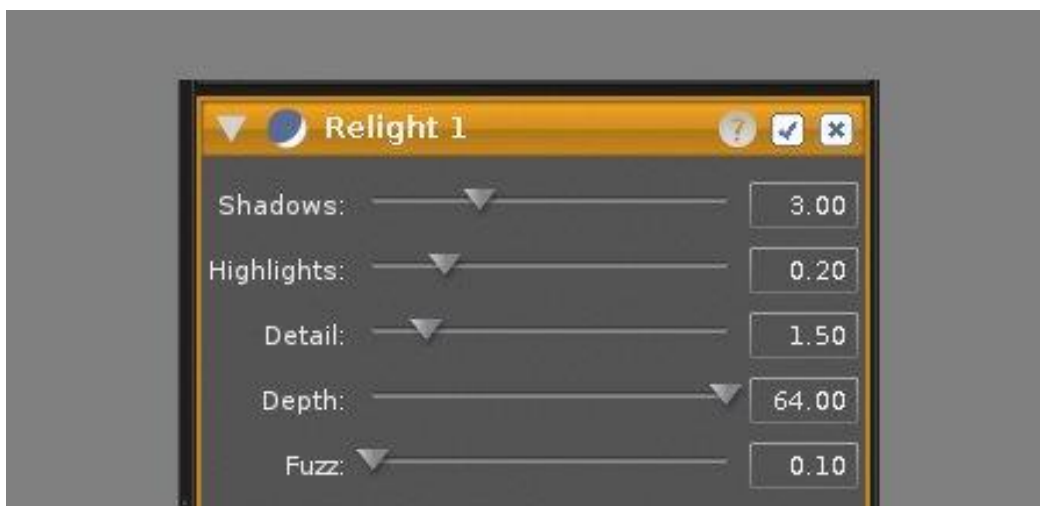 Relight 1 ?
Shadows: 3.00
Highlights: 0.20
Detail: 1.50
Depth: 64.00
Fuzz: 0.10